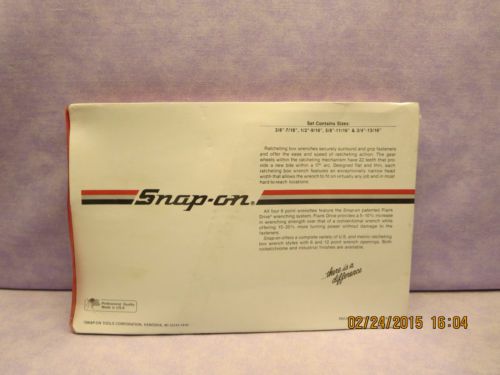 Set Contains Sizes:
3/8"-7/16", 1/2"-9/16", 5/8"-11/16" & 3/4"-13/16"
Ratcheting box wrenches securely surround and grip fasteners
and offer the ease and speed of ratcheting action. The gear
wheels within the ratcheting mechanism have 22 teeth that pro-
vide a new bite within a arc. Designed flat and thin, each
ratcheting box wrench features an exceptionally narrow head
width that allows the wrench to fit on virtually any job and in most
hard-to-reach locations.
Snap-on®
All four 6 point wrenches feature the Snap-on patented Flank
Drive® wrenching system. Flank Drive provides a 5-10% increase
in wrenching strength over that of a conventional wrench while
offering 15-20% more turning power without damage to the
fasteners.
Snap-on offers a complete variety of U.S. and metric ratcheting
box wrench styles with 6 and 12 point wrench openings. Both
nickel/chrome and industrial finishes are available.
there is a
difference
Professional Quality
Made in U.S.A.
SNAP-ON TOOLS CORPORATION, KENOSHA, WI
02/24/2015 16:04